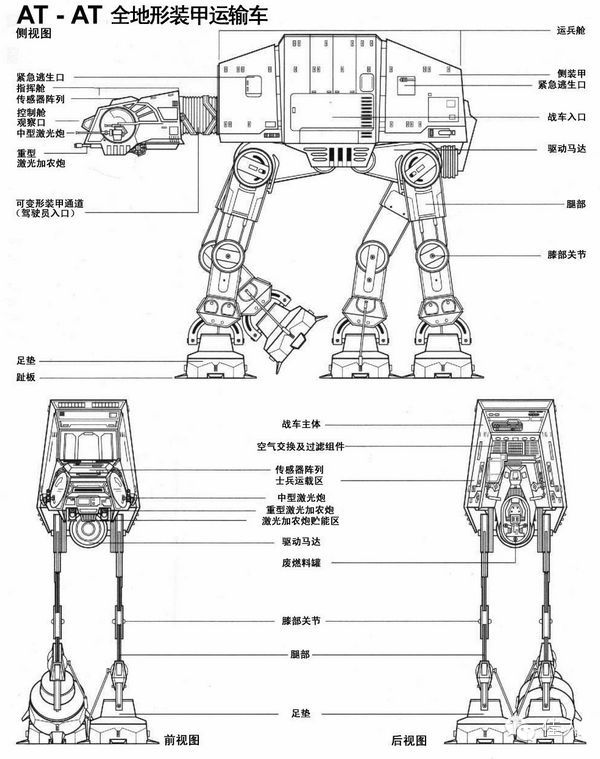 AT - AT 全地形装甲运输车
侧视图
紧急逃生口
指挥舱
传感器阵列
控制舱
观察口
中型激光炮
重型
激光加农炮
可变形装甲通道
(驾驶员入口)
足垫
趾板
运兵舱
侧装甲
紧急逃生口
战车入口
驱动马达
腿部
膝部关节
战车主体
空气交换及过滤组件
传感器阵列
士兵运载区
中型激光炮
重型激光加农炮
激光加农炮贮能区
驱动马达
废燃料罐
膝部关节
腿部
足垫
前视图
后视图